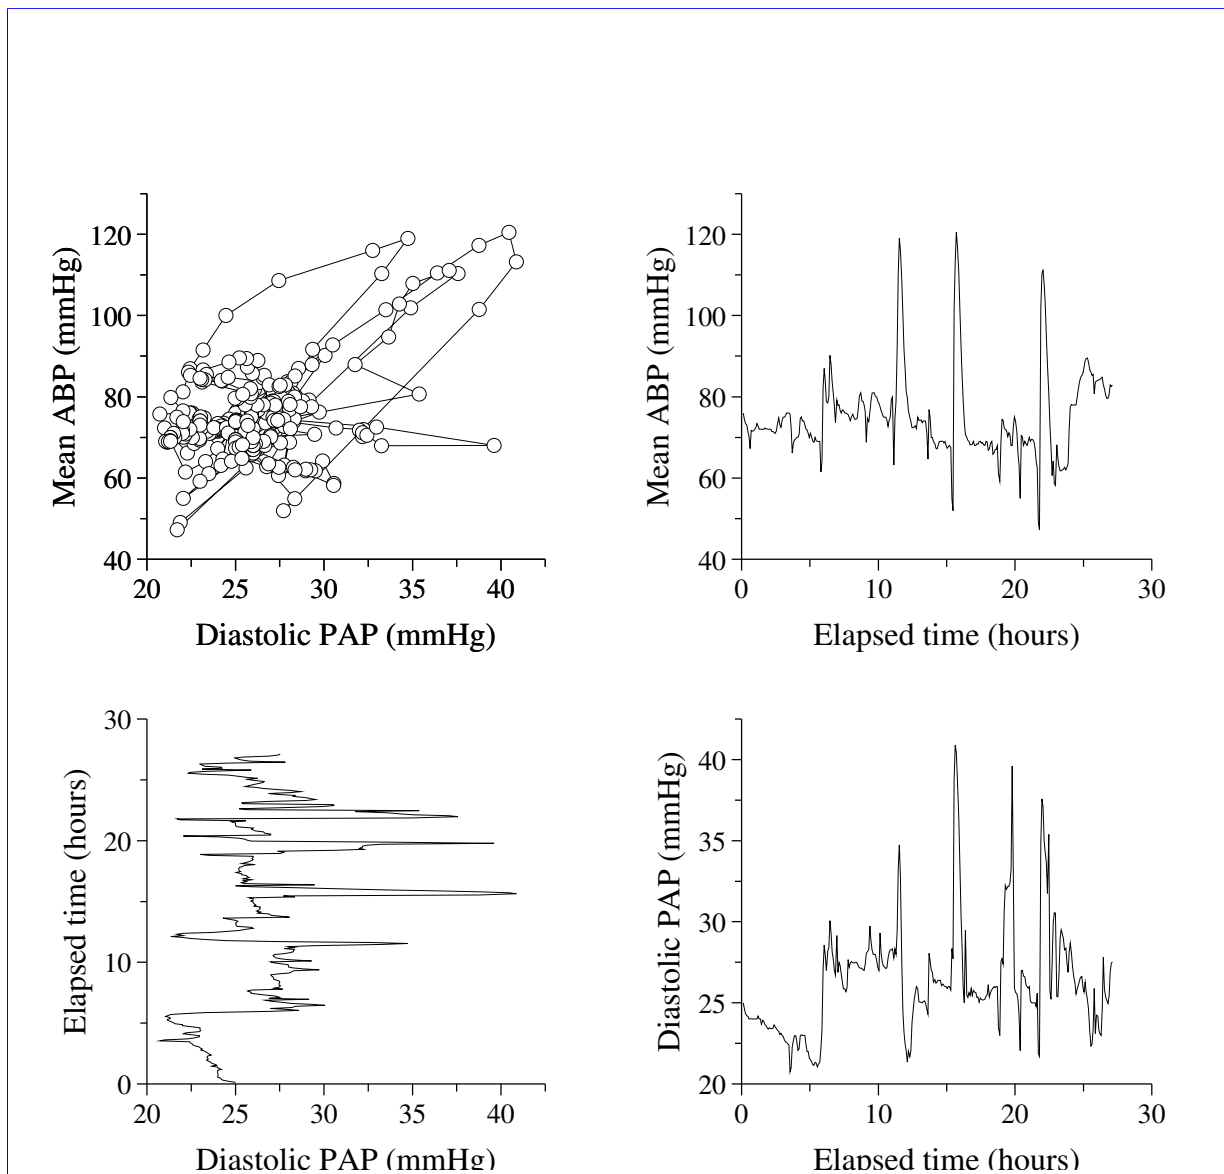 120
100
80
60
40
20 25 30 35 40
Mean ABP (mmHg)
Diastolic PAP (mmHg)
120
100
80
60
40
0 10 20 30
Mean ABP (mmHg)
Elapsed time (hours)
30
20
10
0
20 25 30 35 40
Elapsed time (hours)
Diastolic PAP (mmHg)
40
35
30
25
20
0 10 20 30
Diastolic PAP (mmHg)
Elapsed time (hours)